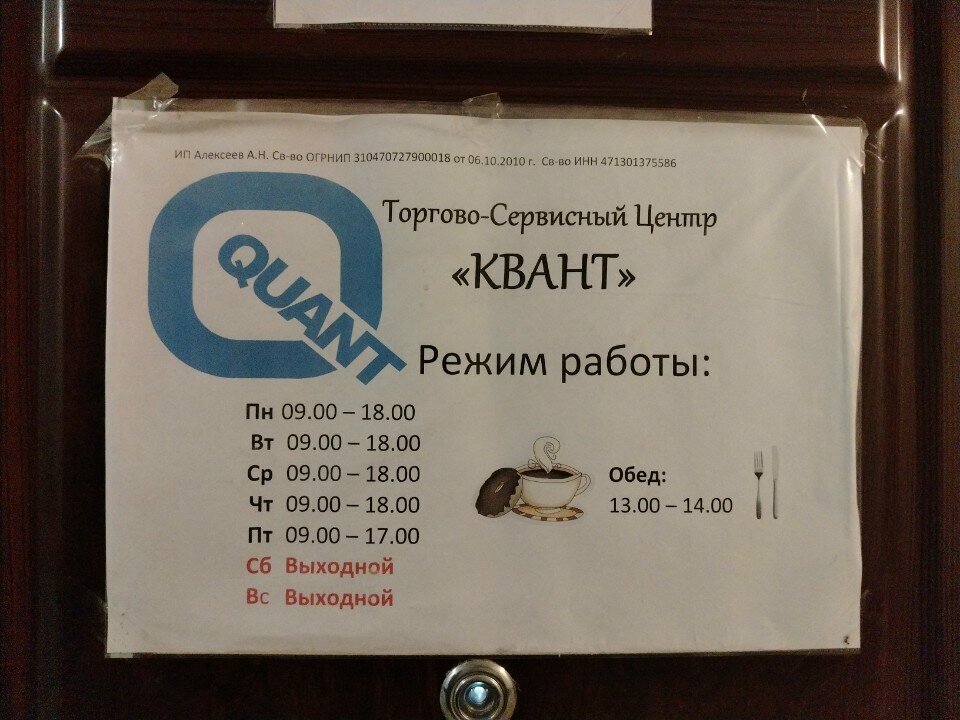 ИП Алексеев А.Н. Св-во ОГРНИП 310470727900018 от 06.10.2010 г. Св-во ИНН 471301375586
Торгово-Сервисный Центр
«КВАНТ»
QUANT
Режим работы:
Пн 09.00 – 18.00
Вт 09.00 – 18.00
Ср 09.00 – 18.00
Чт 09.00 – 18.00
Пт 09.00 – 17.00
Сб Выходной
Вс Выходной
Обед:
13.00 – 14.00